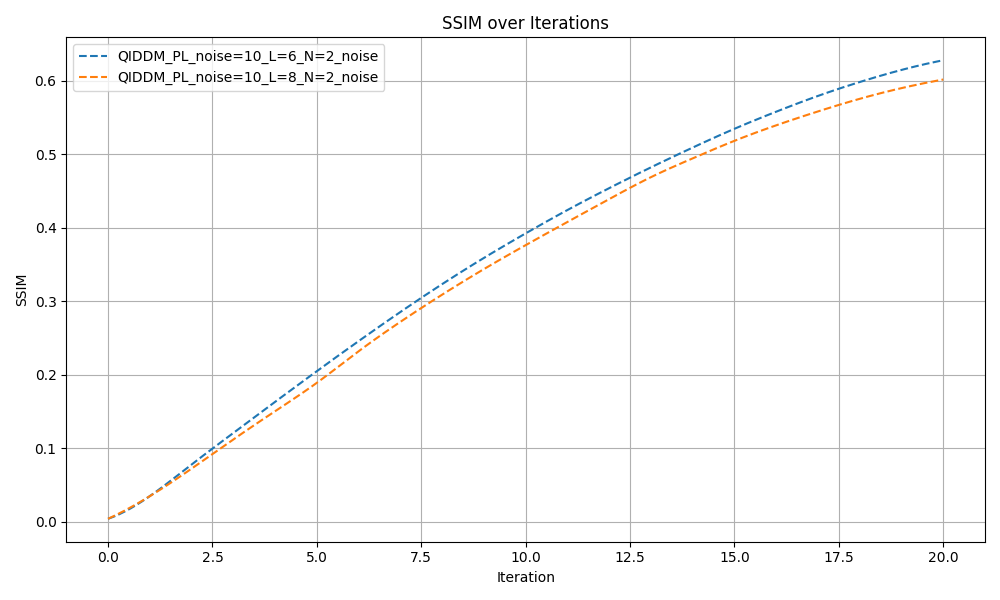 SSIM over Iterations
QIDDM_PL_noise=10_L=6_N=2_noise
QIDDM_PL_noise=10_L=8_N=2_noise
SSIM
0.6
0.5
0.4
0.3
0.2
0.1
0.0
0.0 2.5 5.0 7.5 10.0 12.5 15.0 17.5 20.0
Iteration